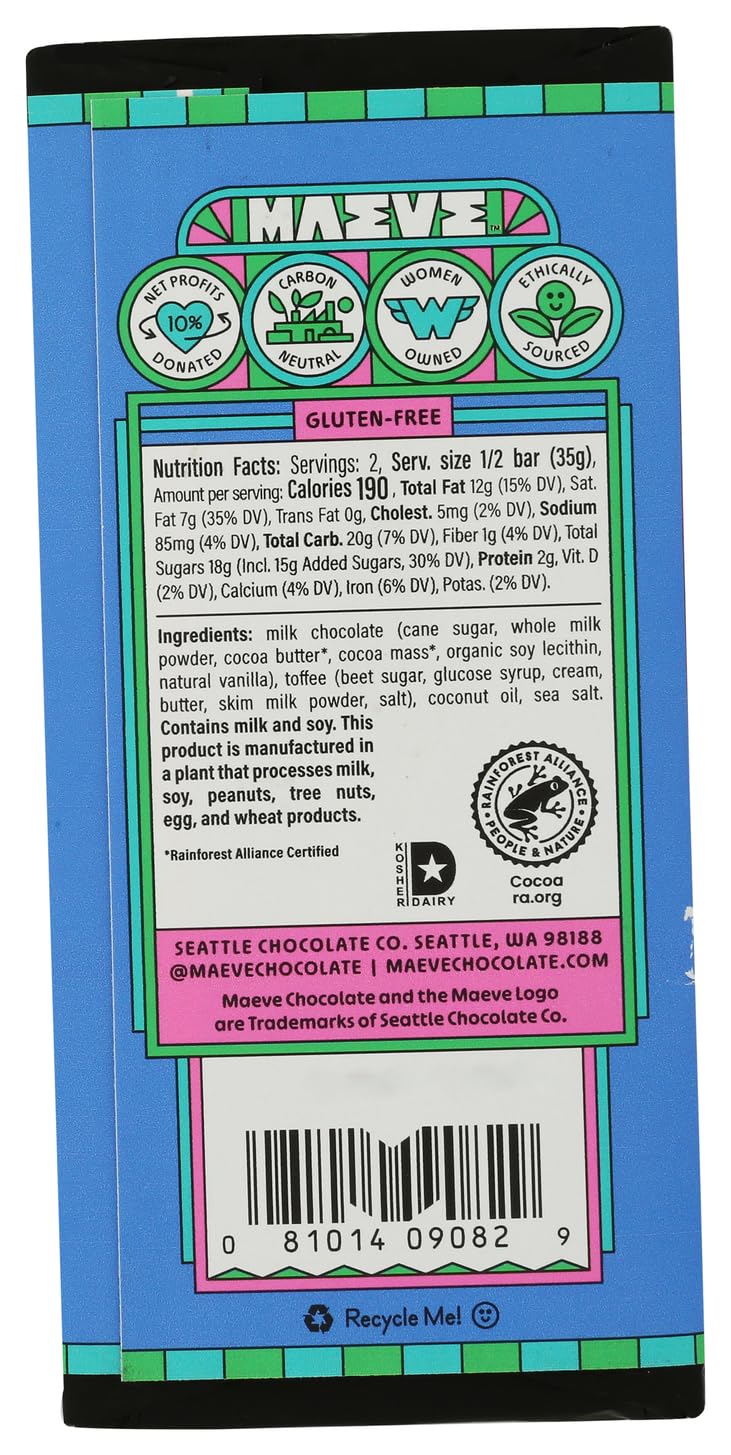 MAEVE™
NET PROFITS
10%
DONATED
CARBON
NEUTRAL
WOMEN
W
OWNED
ETHICALLY
SOURCED
GLUTEN-FREE
Nutrition Facts: Servings: 2, Serv. size 1/2 bar (35g),
Amount per serving: Calories 190, Total Fat 12g (15% DV), Sat.
Fat 7g (35% DV), Trans Fat 0g, Cholest. 5mg (2% DV), Sodium
85mg (4% DV), Total Carb. 20g (7% DV), Fiber 1g (4% DV), Total
Sugars 18g (Incl. 15g Added Sugars, 30% DV), Protein 2g, Vit. D
(2% DV), Calcium (4% DV), Iron (6% DV), Potas. (2% DV).
Ingredients: milk chocolate (cane sugar, whole milk
powder, cocoa butter*, cocoa mass*, organic soy lecithin,
natural vanilla), toffee (beet sugar, glucose syrup, cream,
butter, skim milk powder, salt), coconut oil, sea salt.
Contains milk and soy. This
product is manufactured in
a plant that processes milk,
soy, peanuts, tree nuts,
egg, and wheat products.
*Rainforest Alliance Certified
KOSHER
D
DAIRY
RAINFOREST ALLIANCE
PEOPLE & NATURE
Cocoa
ra.org
SEATTLE CHOCOLATE CO. SEATTLE, WA 98188
@MAEVECHOCOLATE | MAEVECHOCOLATE.COM
Maeve Chocolate and the Maeve Logo
are Trademarks of Seattle Chocolate Co.
0 81014 09082 9
Recycle Me!